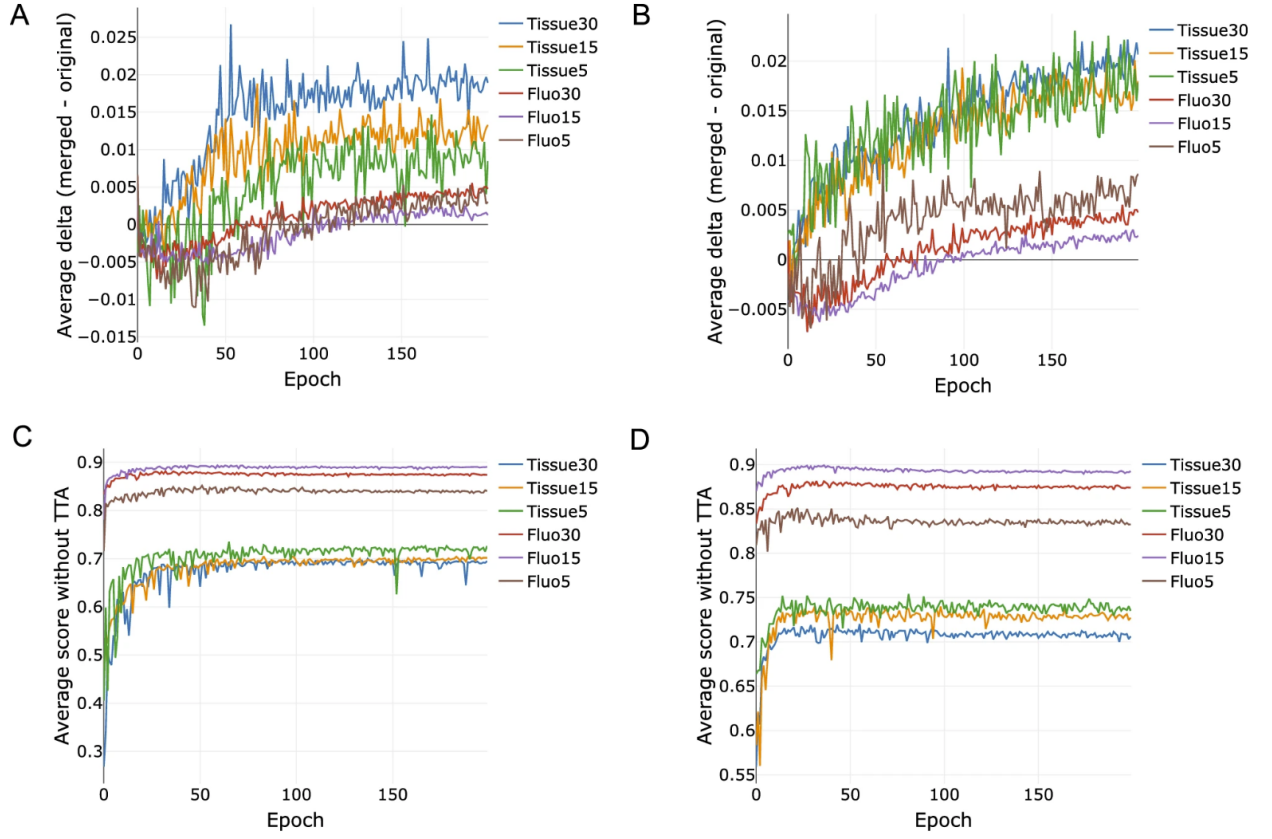 A
Average delta (merged - original)
0.025
0.02
0.015
0.01
0.005
0
−0.005
−0.01
−0.015
0 50 100 150
Epoch
Tissue30
Tissue15
Tissue5
Fluo30
Fluo15
Fluo5
B
Average delta (merged - original)
0.02
0.015
0.01
0.005
0
−0.005
0 50 100 150
Epoch
Tissue30
Tissue15
Tissue5
Fluo30
Fluo15
Fluo5
C
Average score without TTA
0.9
0.8
0.7
0.6
0.5
0.4
0.3
0 50 100 150
Epoch
Tissue30
Tissue15
Tissue5
Fluo30
Fluo15
Fluo5
D
Average score without TTA
0.9
0.85
0.8
0.75
0.7
0.65
0.6
0.55
0 50 100 150
Epoch
Tissue30
Tissue15
Tissue5
Fluo30
Fluo15
Fluo5